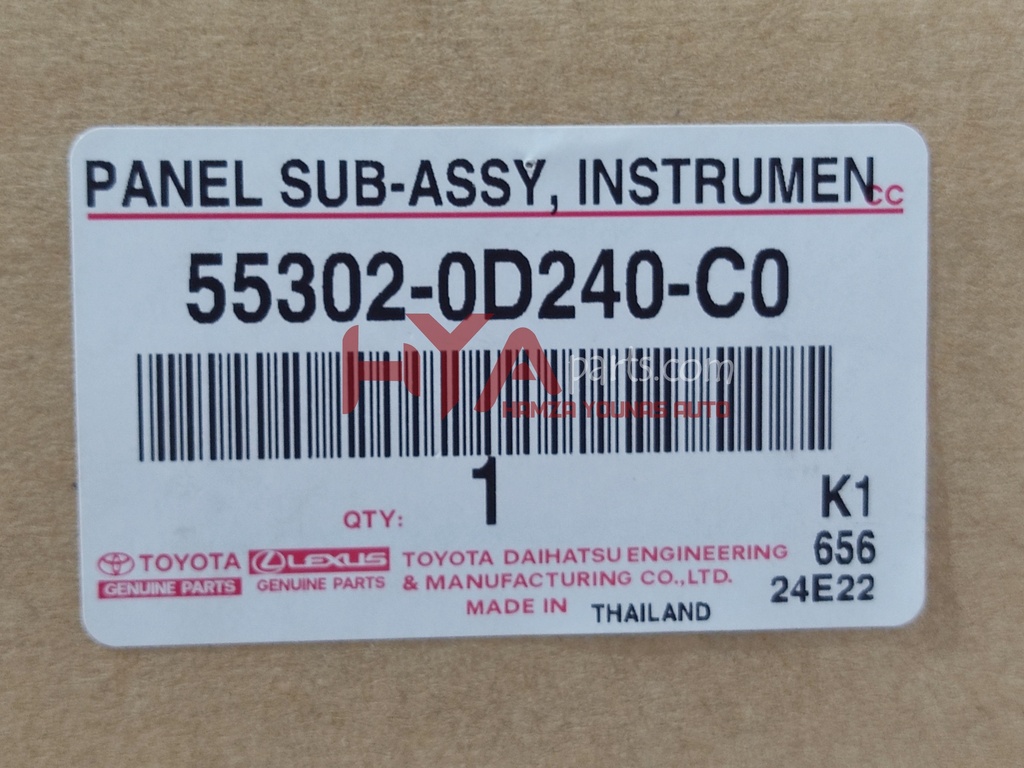 PANEL SUB-ASSY, INSTRUMEN CC
55302-0D240-C0
HYA parts.com
HAMZA YOUNAS AUTO
QTY: 1
K1
656
24E22
TOYOTA
GENUINE PARTS
LEXUS
GENUINE PARTS
TOYOTA DAIHATSU ENGINEERING
& MANUFACTURING CO.,LTD.
MADE IN THAILAND